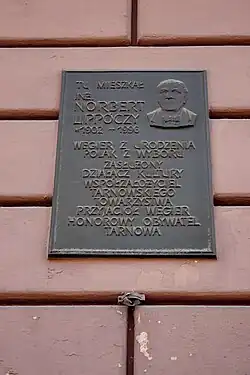 TU MIESZKAŁ
INŻ.
NORBERT
LIPPÓCZY
1902 - 1996
WĘGIER Z URODZENIA
POLAK Z WYBORU
ZASŁUŻONY
DZIAŁACZ KULTURY
WSPÓŁZAŁOŻYCIEL
TARNOWSKIEGO
TOWARZYSTWA
PRZYJACIÓŁ WĘGIER
HONOROWY OBYWATEL
TARNOWA